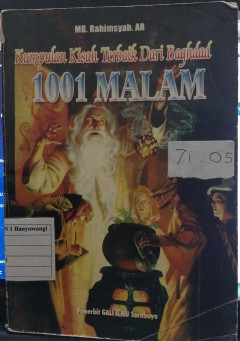 MB. Rahimsyah. AR
Kumpulan Kisah Terbaik Dari Baghdad
1001 MALAM
71.05
N 1 Banyuwangi
Penerbit GALI ILMU Surabaya